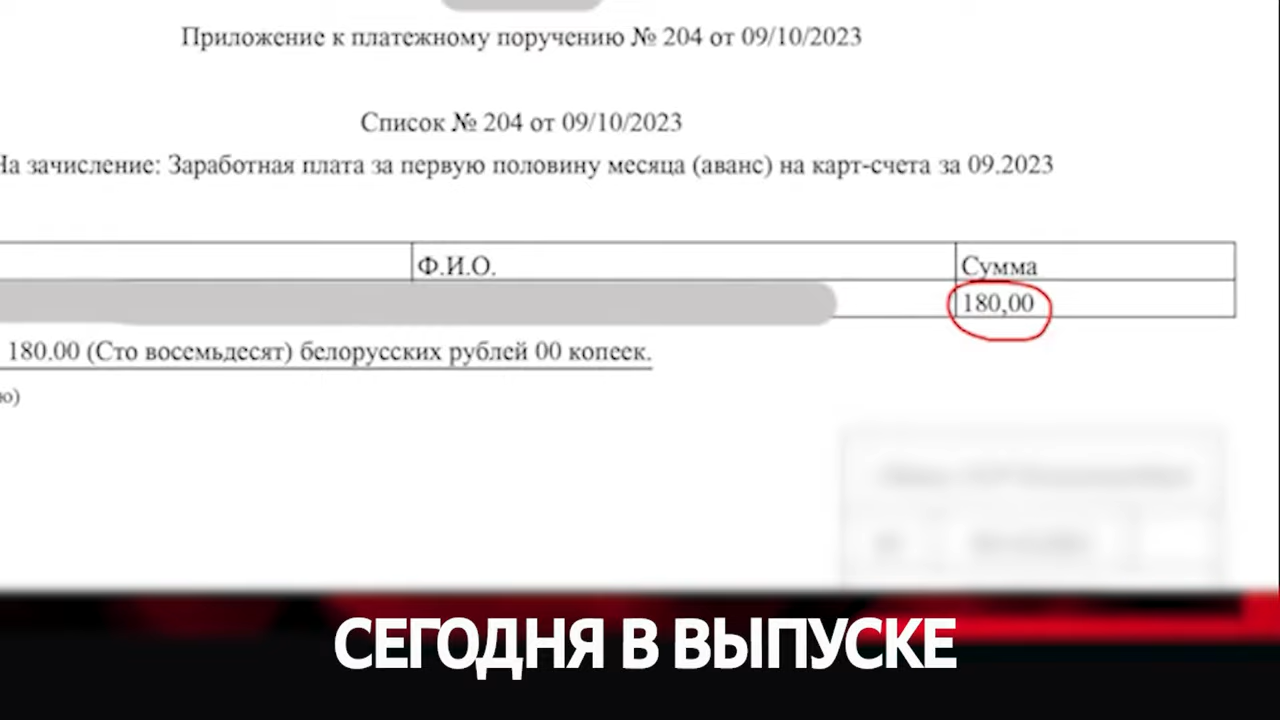 Приложение к платежному поручению № 204 от 09/10/2023
Список № 204 от 09/10/2023
На зачисление: Заработная плата за первую половину месяца (аванс) на карт-счета за 09.2023
Ф.И.О.
Сумма
180,00
180.00 (Сто восемьдесят) белорусских рублей 00 копеек.
ю)
СЕГОДНЯ В ВЫПУСКЕ